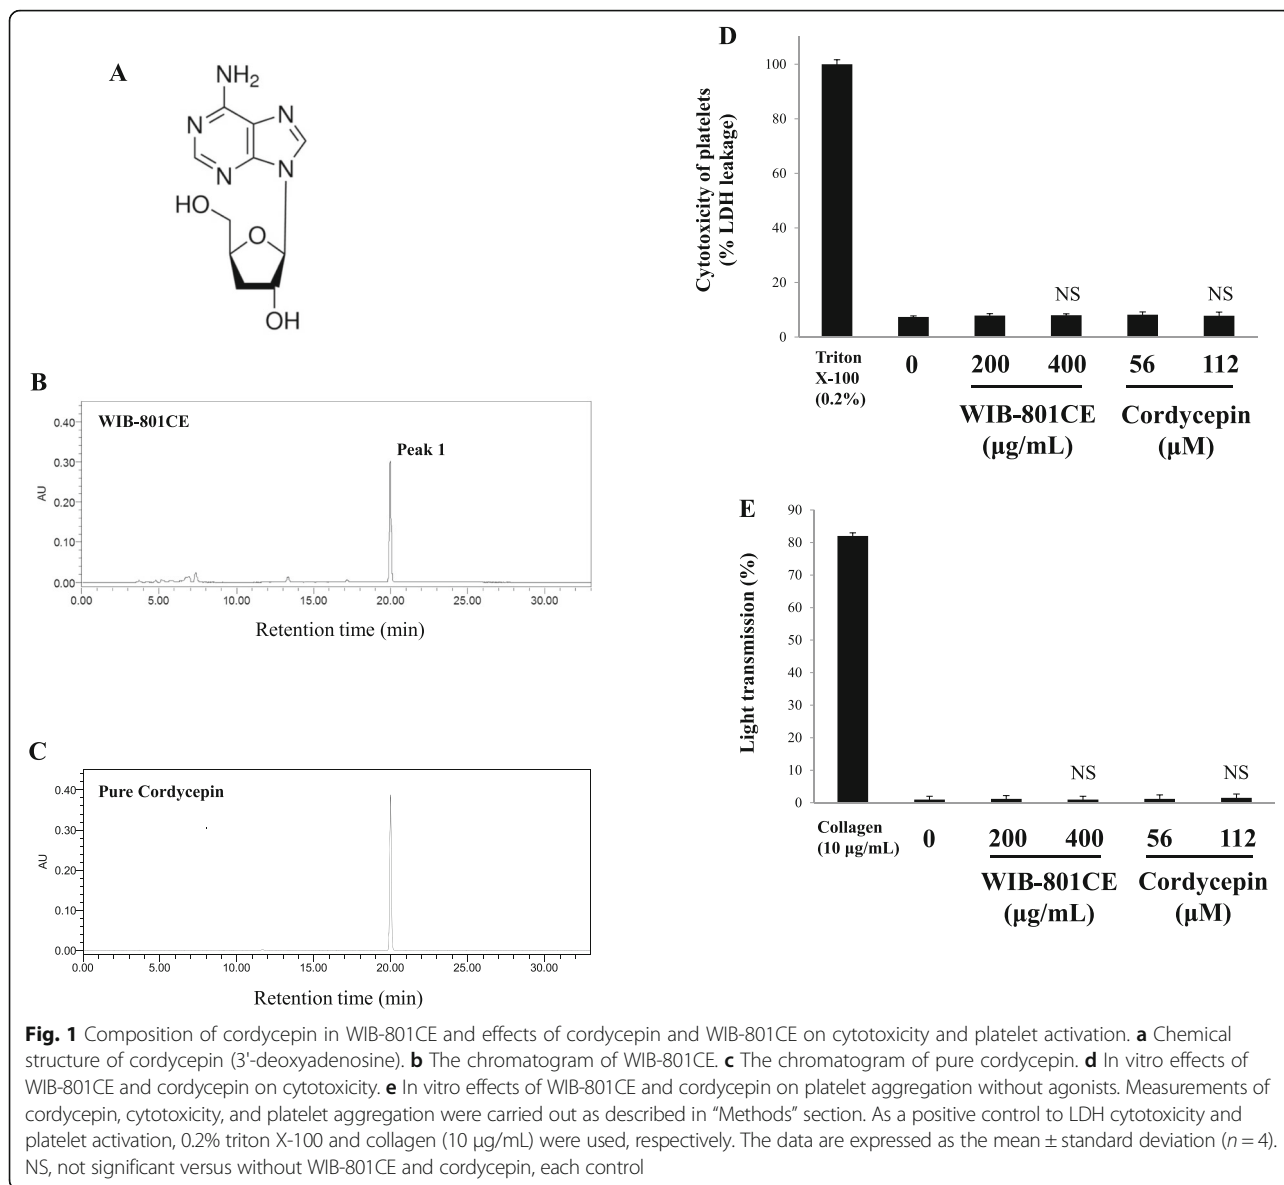 A
NH2
N
N
N
N
HO
O
OH
B
WIB-801CE
Peak 1
AU
0.40
0.30
0.20
0.10
0.00
0.00 5.00 10.00 15.00 20.00 25.00 30.00
Retention time (min)
C
Pure Cordycepin
AU
0.40
0.30
0.20
0.10
0.00
0.00 5.00 10.00 15.00 20.00 25.00 30.00
Retention time (min)
D
Cytotoxicity of platelets
(% LDH leakage)
100
80
60
40
20
0
NS NS
Triton
X-100
(0.2%)
0 200 400 56 112
WIB-801CE Cordycepin
(µg/mL) (µM)
E
Light transmission (%)
90
80
70
60
50
40
30
20
10
0
NS NS
Collagen
(10 µg/mL)
0 200 400 56 112
WIB-801CE Cordycepin
(µg/mL) (µM)
Fig. 1 Composition of cordycepin in WIB-801CE and effects of cordycepin and WIB-801CE on cytotoxicity and platelet activation. a Chemical
structure of cordycepin (3'-deoxyadenosine). b The chromatogram of WIB-801CE. c The chromatogram of pure cordycepin. d In vitro effects of
WIB-801CE and cordycepin on cytotoxicity. e In vitro effects of WIB-801CE and cordycepin on platelet aggregation without agonists. Measurements of
cordycepin, cytotoxicity, and platelet aggregation were carried out as described in “Methods” section. As a positive control to LDH cytotoxicity and
platelet activation, 0.2% triton X-100 and collagen (10 µg/mL) were used, respectively. The data are expressed as the mean ± standard deviation (n = 4).
NS, not significant versus without WIB-801CE and cordycepin, each control